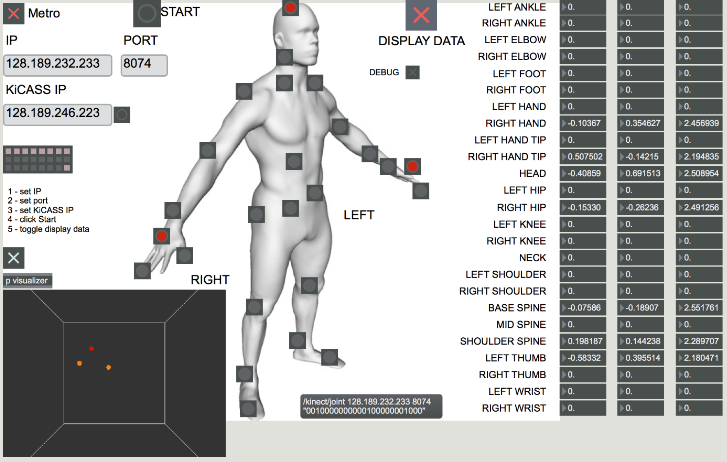 Metro
START
IP
PORT
128.189.232.233
8074
KiCASS IP
128.189.246.223
1 - set IP
2 - set port
3 - set KiCASS IP
4 - click Start
5 - toggle display data
p visualizer
RIGHT
LEFT
DISPLAY DATA
DEBUG
/kinect/joint 128.189.232.233 8074
"0010000000000100000001000"
LEFT ANKLE 0. 0. 0.
RIGHT ANKLE 0. 0. 0.
LEFT ELBOW 0. 0. 0.
RIGHT ELBOW 0. 0. 0.
LEFT FOOT 0. 0. 0.
RIGHT FOOT 0. 0. 0.
LEFT HAND 0. 0. 0.
RIGHT HAND -0.10367 0.354627 2.456939
LEFT HAND TIP 0. 0. 0.
RIGHT HAND TIP 0.507502 -0.14215 2.194835
HEAD -0.40859 0.691513 2.508954
LEFT HIP 0. 0. 0.
RIGHT HIP -0.15330 -0.26236 2.491256
LEFT KNEE 0. 0. 0.
RIGHT KNEE 0. 0. 0.
NECK 0. 0. 0.
LEFT SHOULDER 0. 0. 0.
RIGHT SHOULDER 0. 0. 0.
BASE SPINE -0.07586 -0.18907 2.551761
MID SPINE 0. 0. 0.
SHOULDER SPINE 0.198187 0.144238 2.289707
LEFT THUMB -0.58332 0.395514 2.180471
RIGHT THUMB 0. 0. 0.
LEFT WRIST 0. 0. 0.
RIGHT WRIST 0. 0. 0.